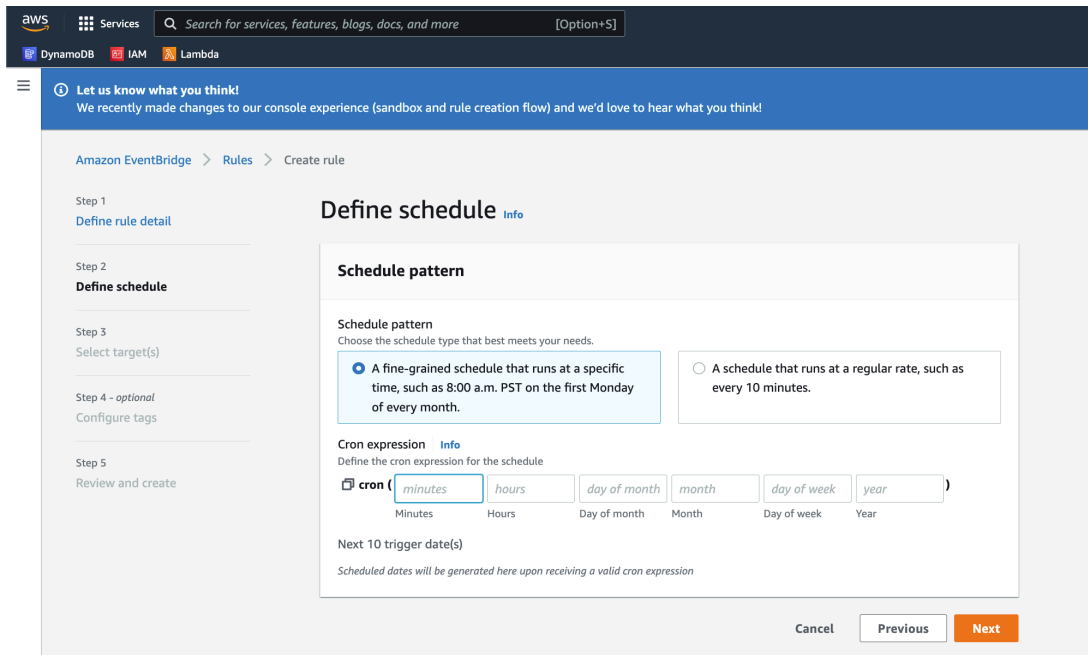 aws
Services
Search for services, features, blogs, docs, and more
[Option+S]
DynamoDB
IAM
Lambda
Let us know what you think!
We recently made changes to our console experience (sandbox and rule creation flow) and we'd love to hear what you think!
Amazon EventBridge > Rules > Create rule
Step 1
Define rule detail
Step 2
Define schedule
Step 3
Select target(s)
Step 4 - optional
Configure tags
Step 5
Review and create
Define schedule Info
Schedule pattern
Schedule pattern
Choose the schedule type that best meets your needs.
A fine-grained schedule that runs at a specific
time, such as 8:00 a.m. PST on the first Monday
of every month.
A schedule that runs at a regular rate, such as
every 10 minutes.
Cron expression Info
Define the cron expression for the schedule
cron ( minutes hours day of month month day of week year )
Minutes Hours Day of month Month Day of week Year
Next 10 trigger date(s)
Scheduled dates will be generated here upon receiving a valid cron expression
Cancel Previous Next